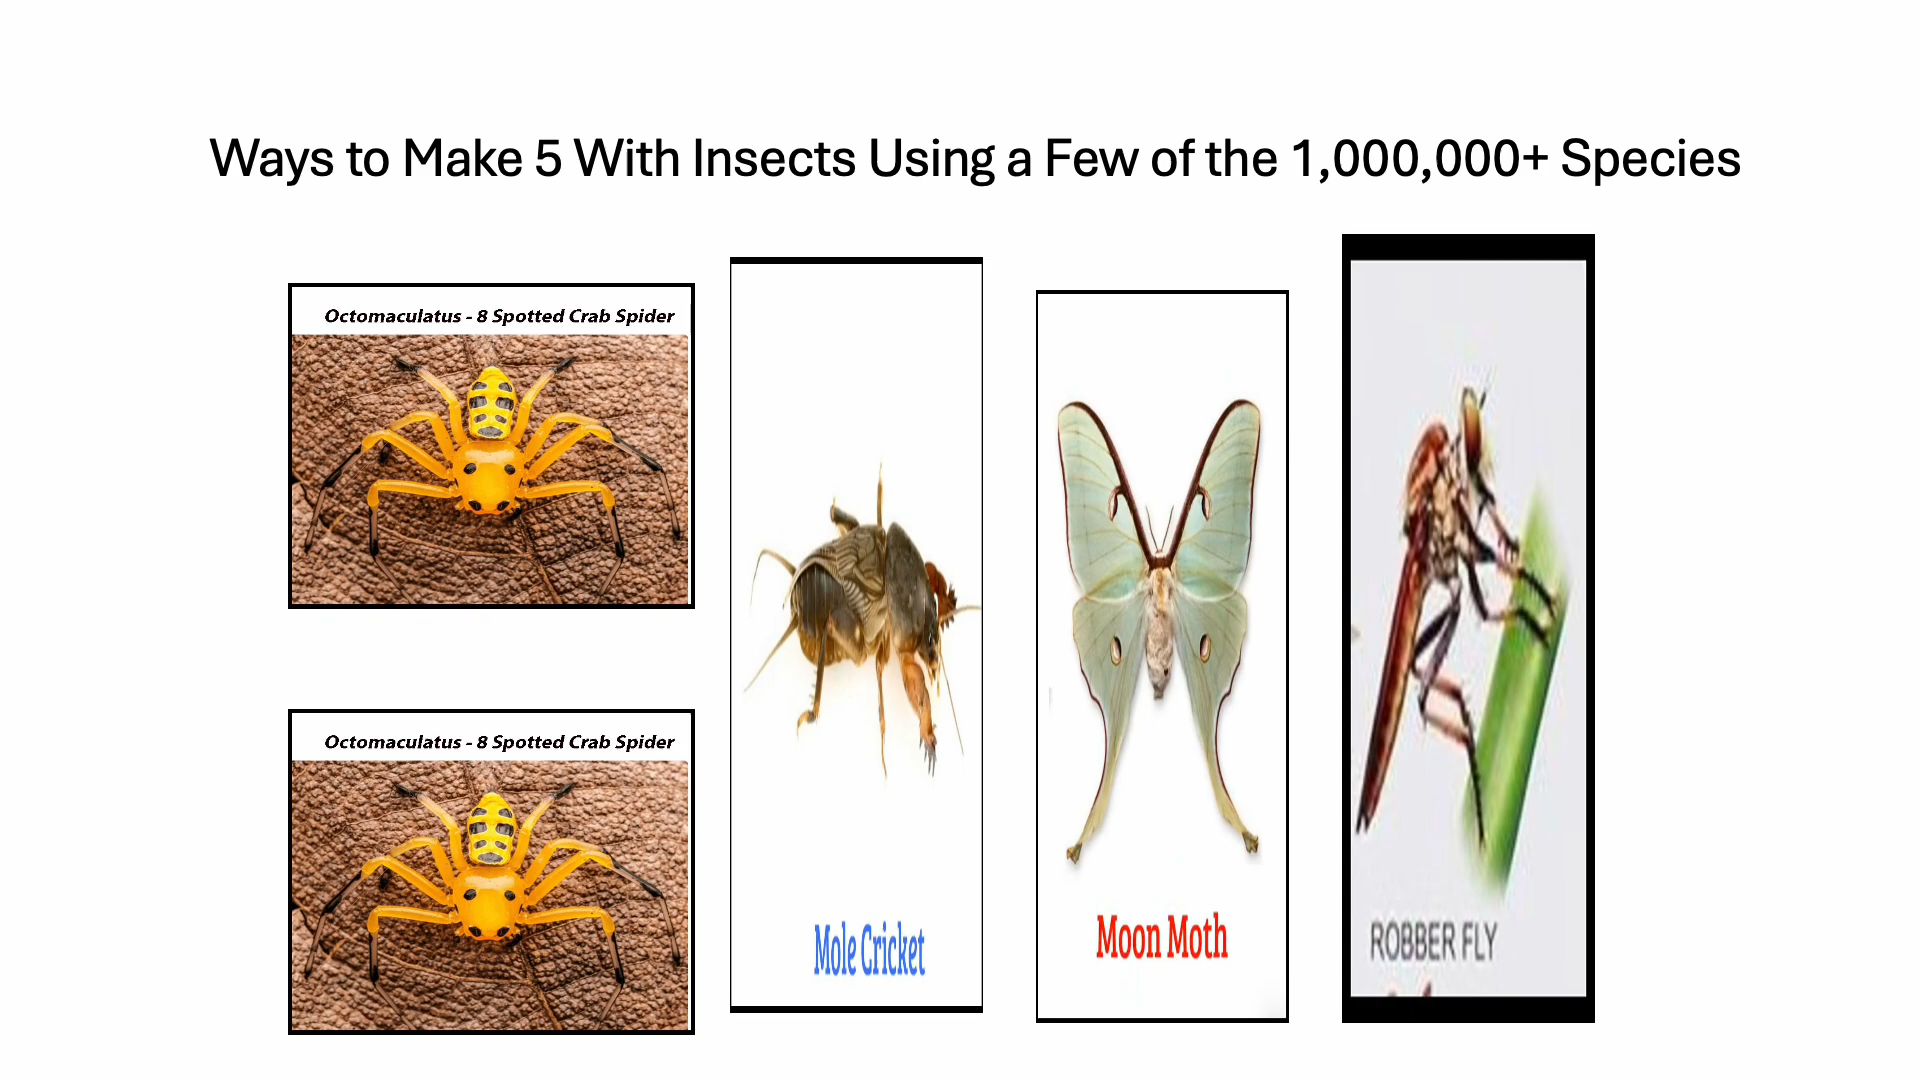 Ways to Make 5 With Insects Using a Few of the 1,000,000+ Species
Octomaculatus - 8 Spotted Crab Spider
Octomaculatus - 8 Spotted Crab Spider
Mole Cricket
Moon Moth
ROBBER FLY